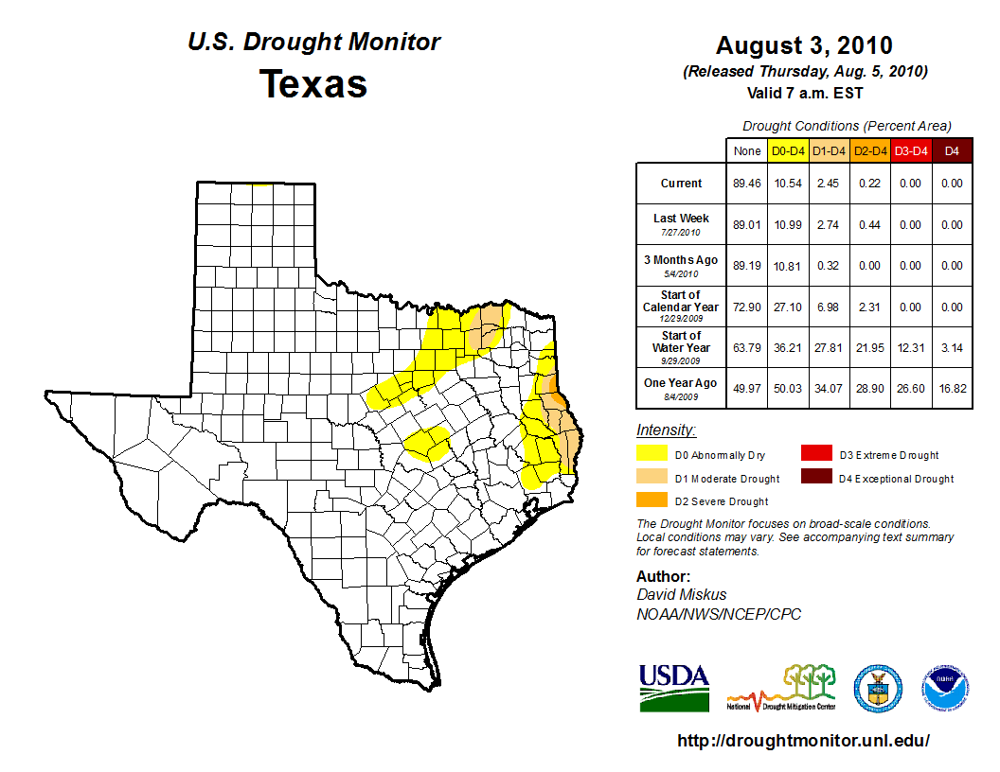 U.S. Drought Monitor
Texas
August 3, 2010
(Released Thursday, Aug. 5, 2010)
Valid 7 a.m. EST
Drought Conditions (Percent Area)
None D0-D4 D1-D4 D2-D4 D3-D4 D4
Current 89.46 10.54 2.45 0.22 0.00 0.00
Last Week
7/27/2010
89.01 10.99 2.74 0.44 0.00 0.00
3 Months Ago
5/4/2010
89.19 10.81 0.32 0.00 0.00 0.00
Start of
Calendar Year
12/29/2009
72.90 27.10 6.98 2.31 0.00 0.00
Start of
Water Year
9/29/2009
63.79 36.21 27.81 21.95 12.31 3.14
One Year Ago
8/4/2009
49.97 50.03 34.07 28.90 26.60 16.82
Intensity:
D0 Abnormally Dry
D1 Moderate Drought
D2 Severe Drought
D3 Extreme Drought
D4 Exceptional Drought
The Drought Monitor focuses on broad-scale conditions.
Local conditions may vary. See accompanying text summary
for forecast statements.
Author:
David Miskus
NOAA/NWS/NCEP/CPC
USDA
National Drought Mitigation Center
NOAA
http://droughtmonitor.unl.edu/